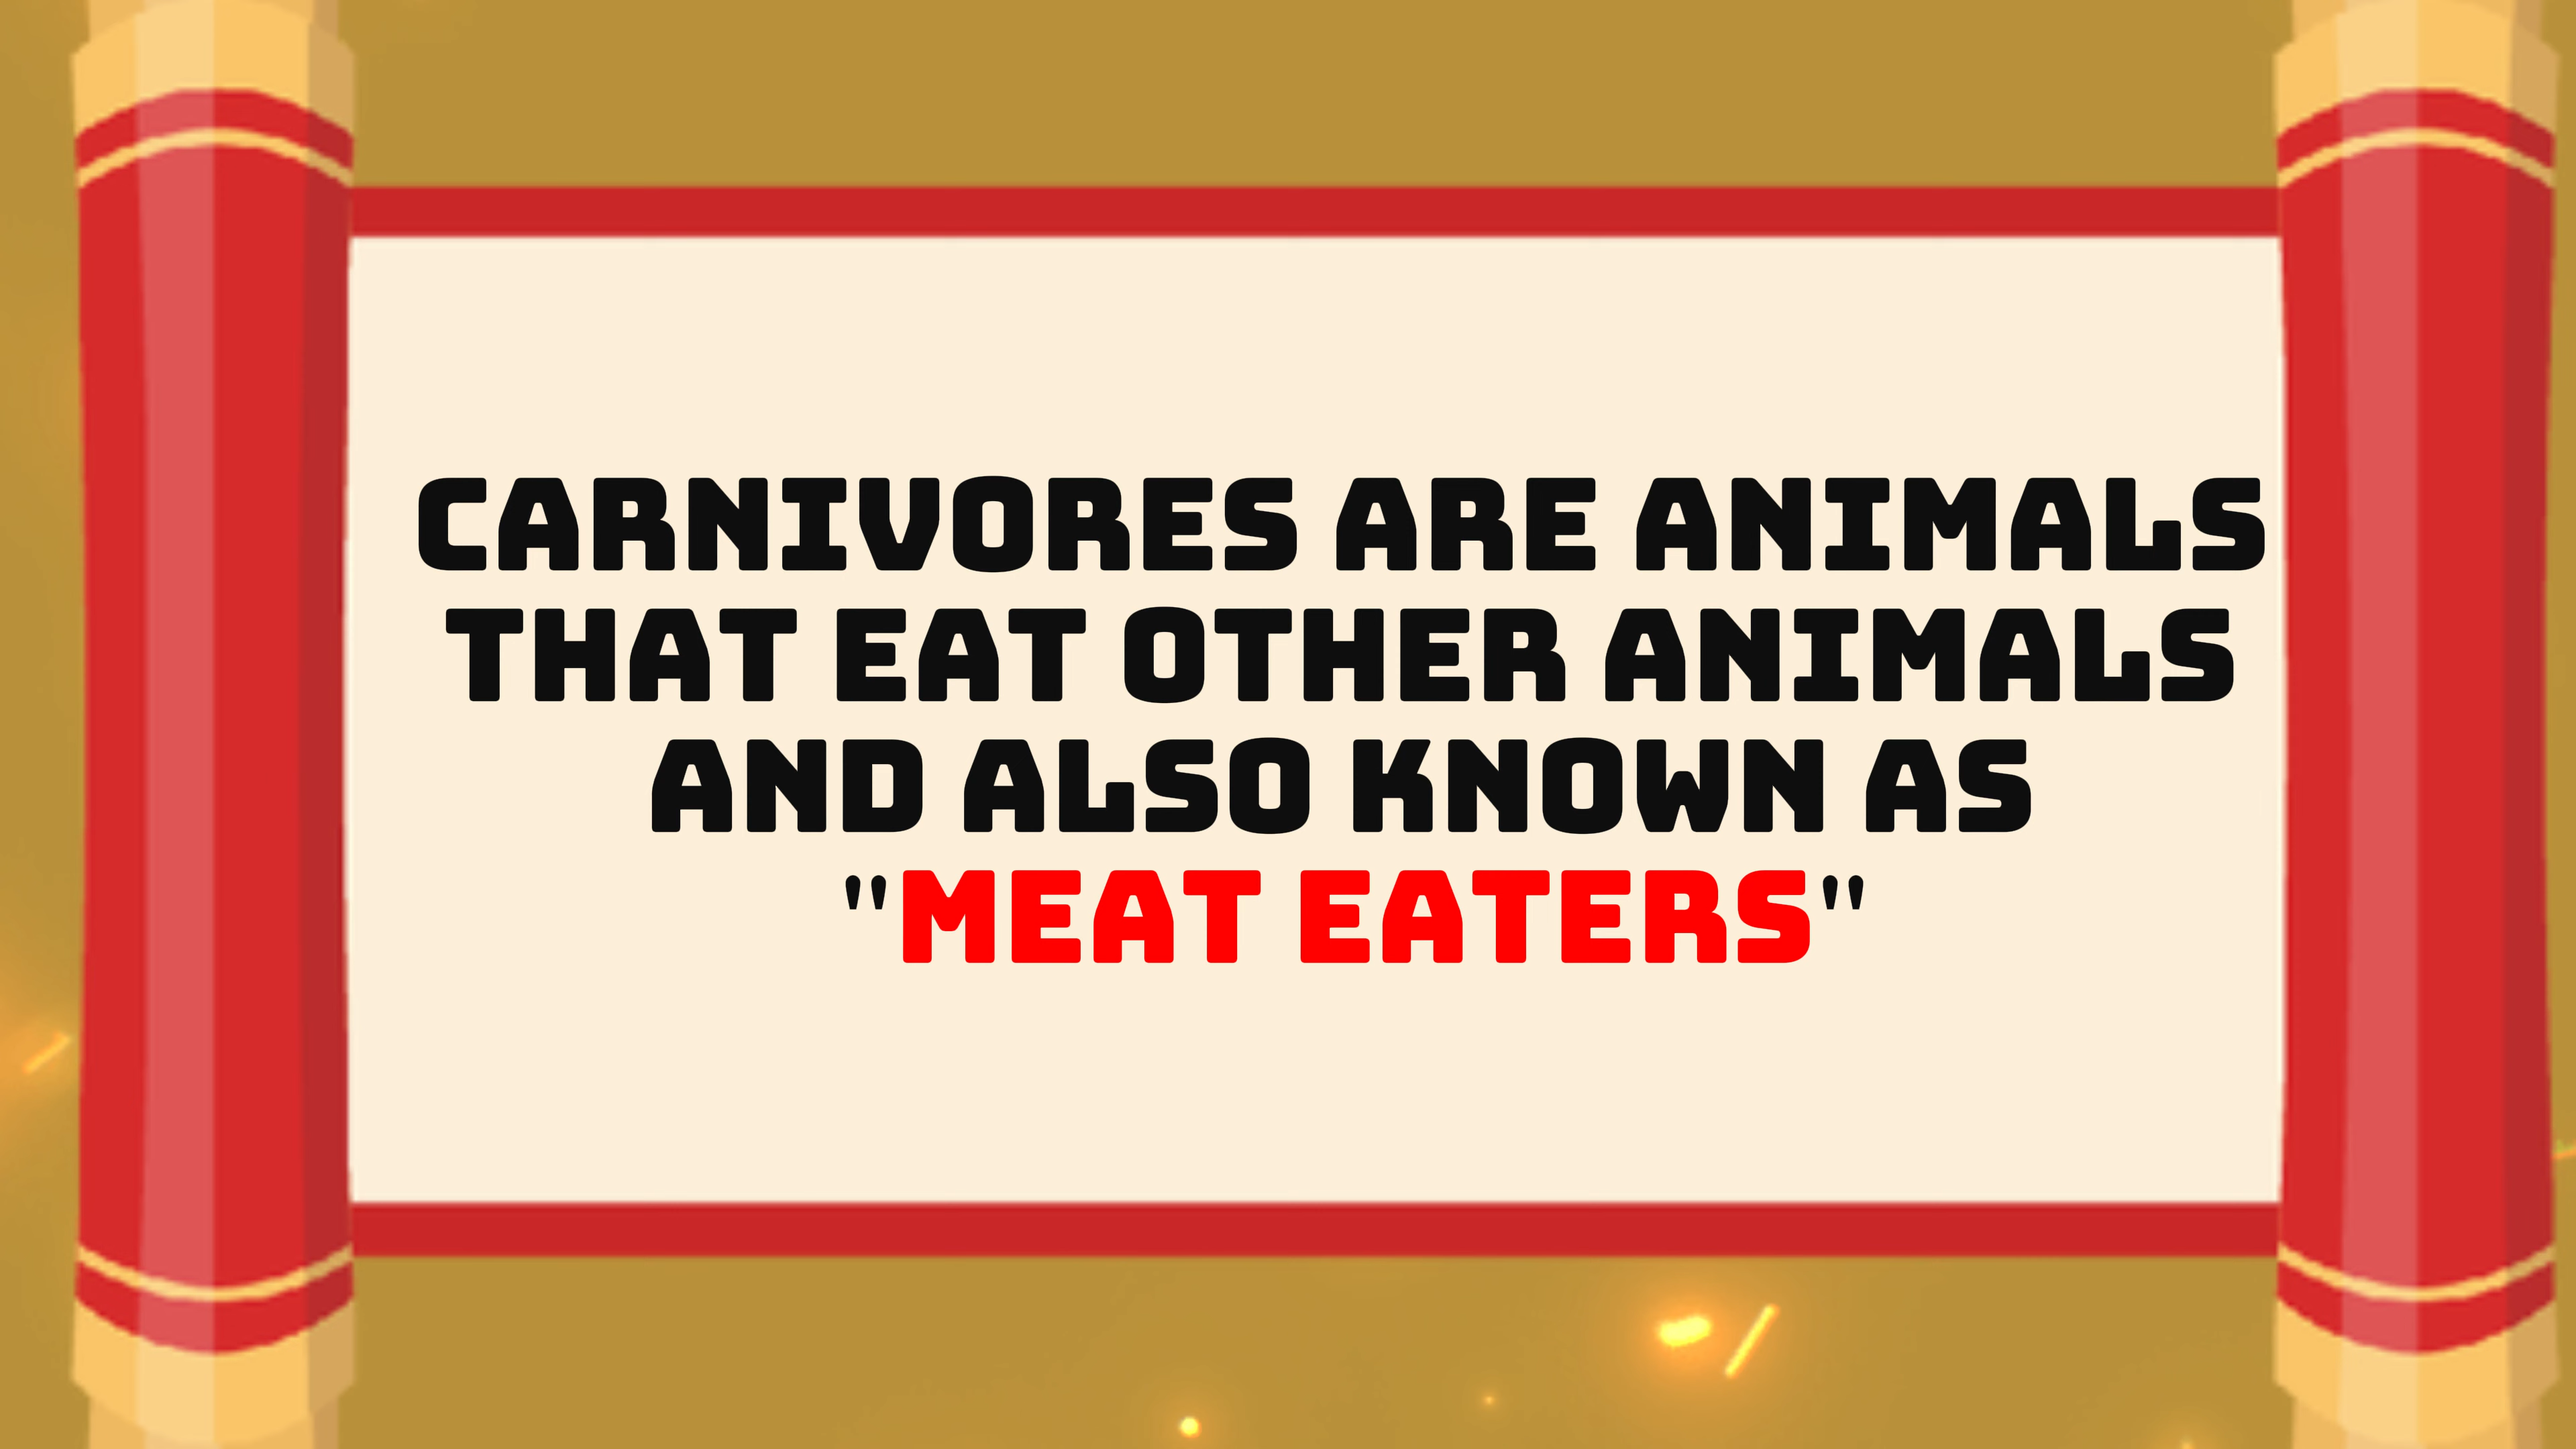 CARNIVORES ARE ANIMALS
THAT EAT OTHER ANIMALS
AND ALSO KNOWN AS
"MEAT EATERS"